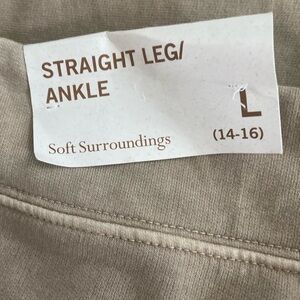 STRAIGHT LEG/
ANKLE
L
Soft Surroundings
(14-16)